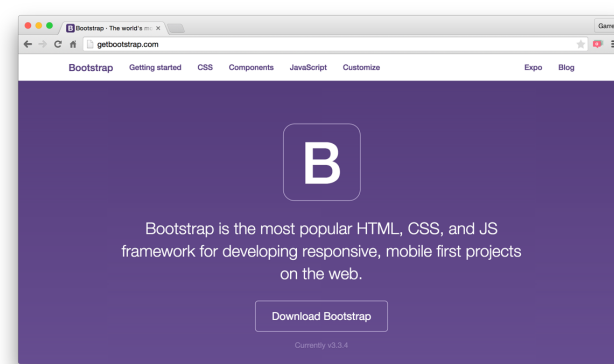 B Bootstrap · The world's mo ×
Game
getbootstrap.com
Bootstrap Getting started CSS Components JavaScript Customize Expo Blog
B
Bootstrap is the most popular HTML, CSS, and JS
framework for developing responsive, mobile first projects
on the web.
Download Bootstrap
Currently v3.3.4